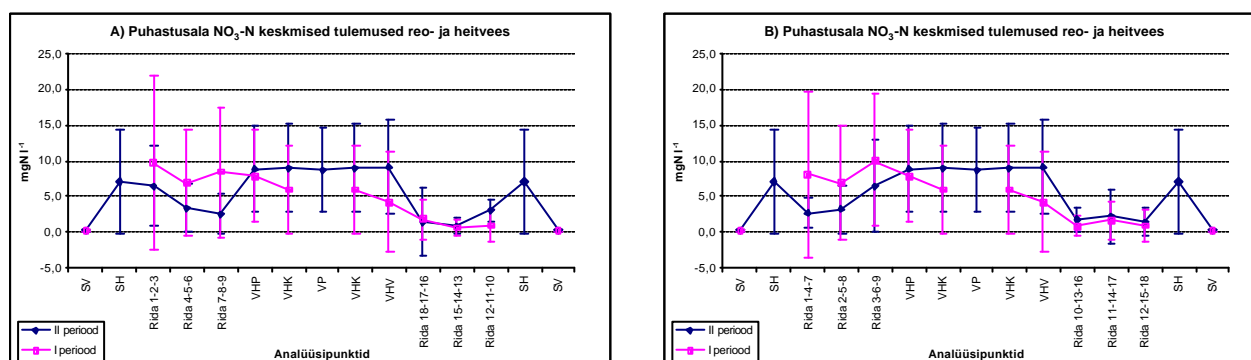 A) Puhastusala NO₃-N keskmised tulemused reo- ja heitvees
25,0
20,0
15,0
10,0
5,0
0,0
-5,0
mgN l⁻¹
SV
SH
Rida 1-2-3
Rida 4-5-6
Rida 7-8-9
VHP
VHK
VP
VHK
VHV
Rida 18-17-16
Rida 15-14-13
Rida 12-11-10
SH
SV
II periood
I periood
Analüüsipunktid
B) Puhastusala NO₃-N keskmised tulemused reo- ja heitvees
25,0
20,0
15,0
10,0
5,0
0,0
-5,0
mgN l⁻¹
SV
SH
Rida 1-4-7
Rida 2-5-8
Rida 3-6-9
VHP
VHK
VP
VHK
VHV
Rida 10-13-16
Rida 11-14-17
Rida 12-15-18
SH
SV
II periood
I periood
Analüüsipunktid